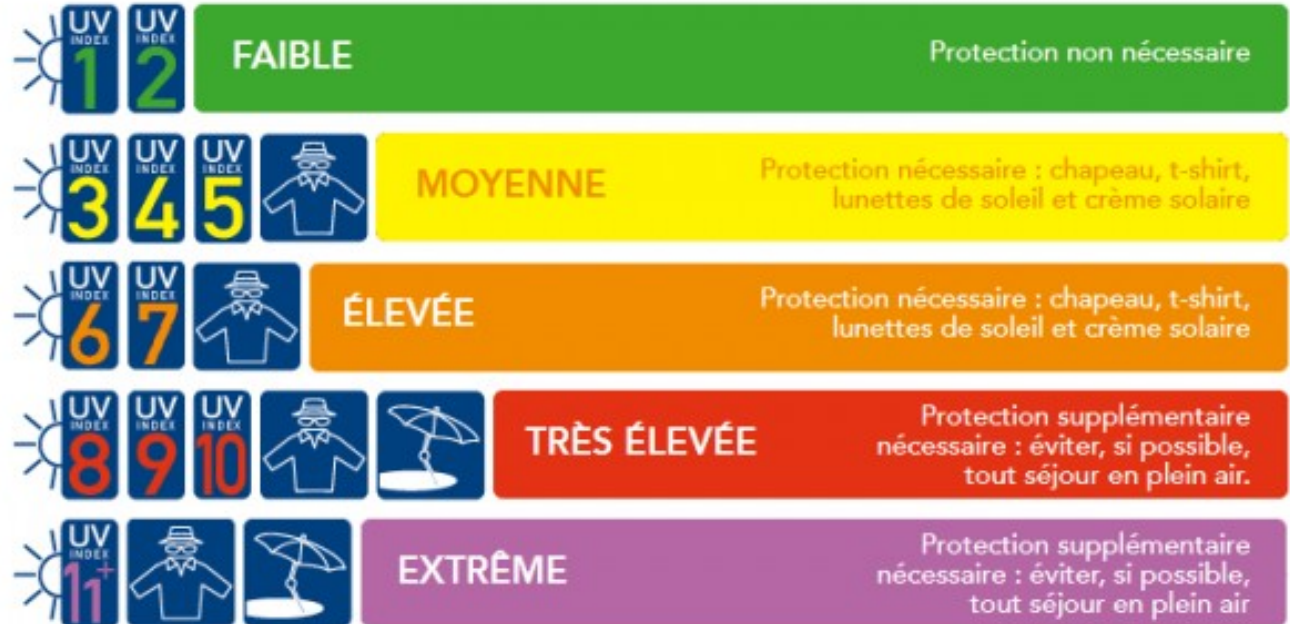 UV INDEX 1 UV INDEX 2 FAIBLE
Protection non nécessaire
UV INDEX 3 UV INDEX 4 UV INDEX 5 MOYENNE
Protection nécessaire : chapeau, t-shirt,
lunettes de soleil et crème solaire
UV INDEX 6 UV INDEX 7 ÉLEVÉE
Protection nécessaire : chapeau, t-shirt,
lunettes de soleil et crème solaire
UV INDEX 8 UV INDEX 9 UV INDEX 10 TRÈS ÉLEVÉE
Protection supplémentaire
nécessaire : éviter, si possible,
tout séjour en plein air.
UV INDEX 11+ EXTRÊME
Protection supplémentaire
nécessaire : éviter, si possible,
tout séjour en plein air